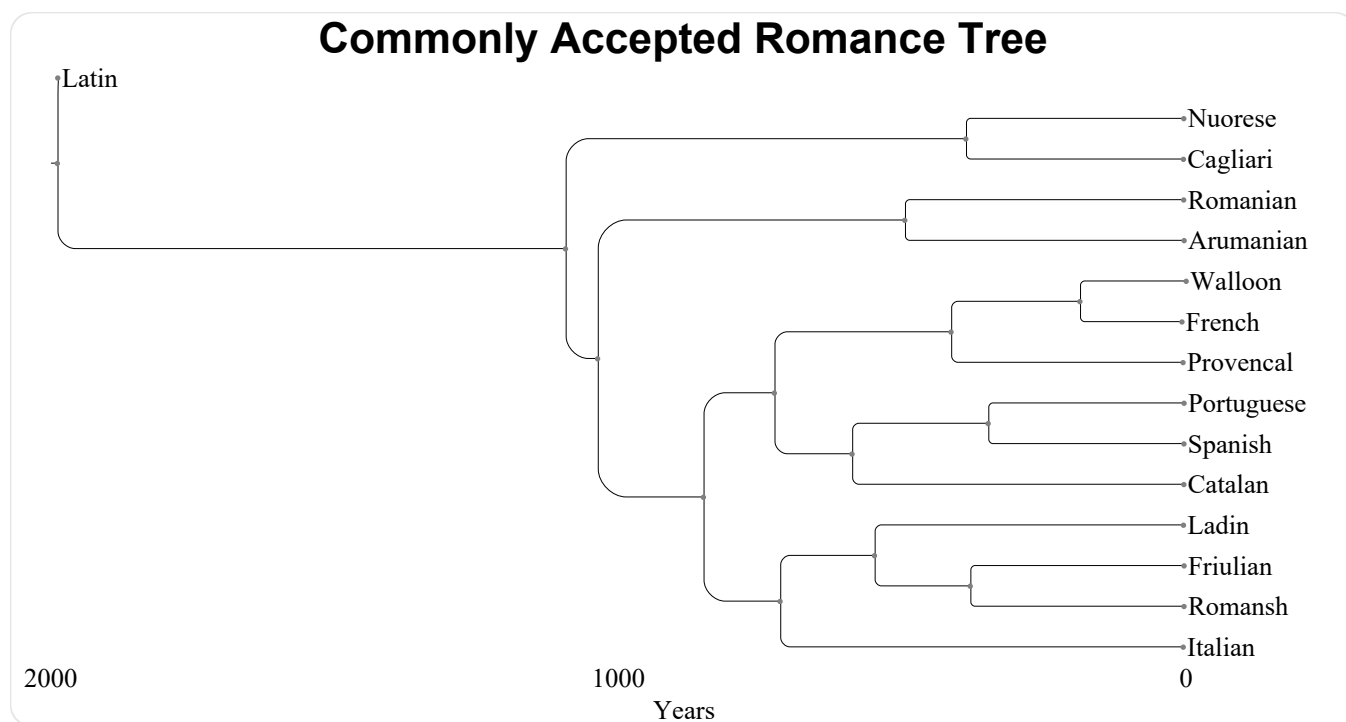 Commonly Accepted Romance Tree
Latin
Nuorese
Cagliari
Romanian
Arumanian
Walloon
French
Provencal
Portuguese
Spanish
Catalan
Ladin
Friulian
Romansh
Italian
2000 1000 0
Years